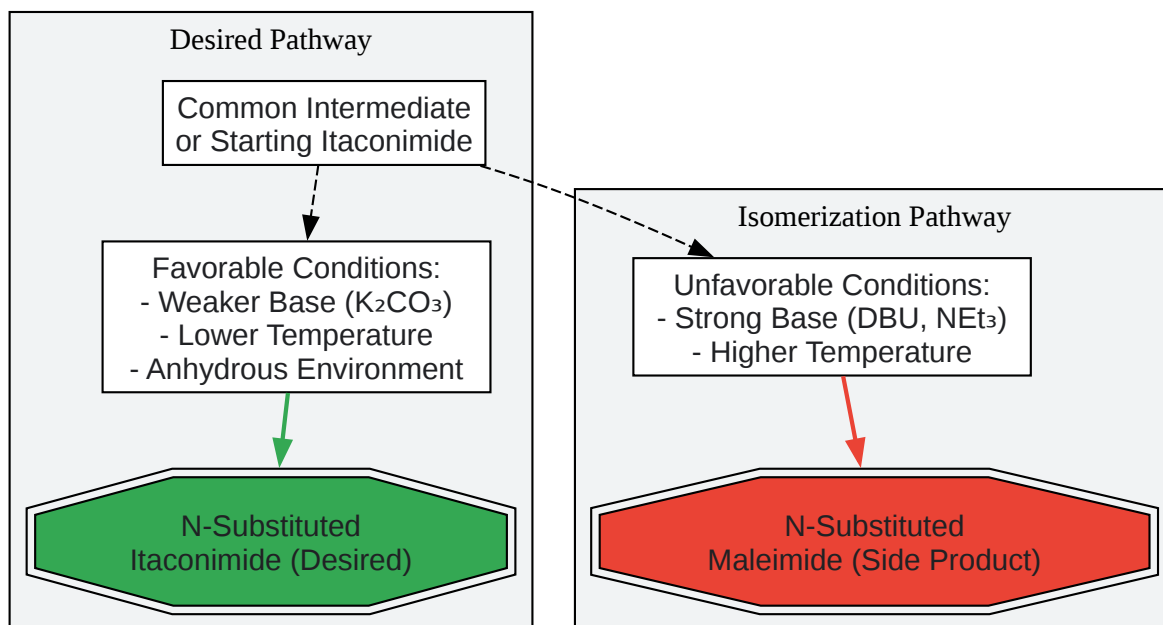 Desired Pathway
Common Intermediate
or Starting Itaconimide
Favorable Conditions:
- Weaker Base (K₂CO₃)
- Lower Temperature
- Anhydrous Environment
N-Substituted
Itaconimide (Desired)
Isomerization Pathway
Unfavorable Conditions:
- Strong Base (DBU, NEt₃)
- Higher Temperature
N-Substituted
Maleimide (Side Product)